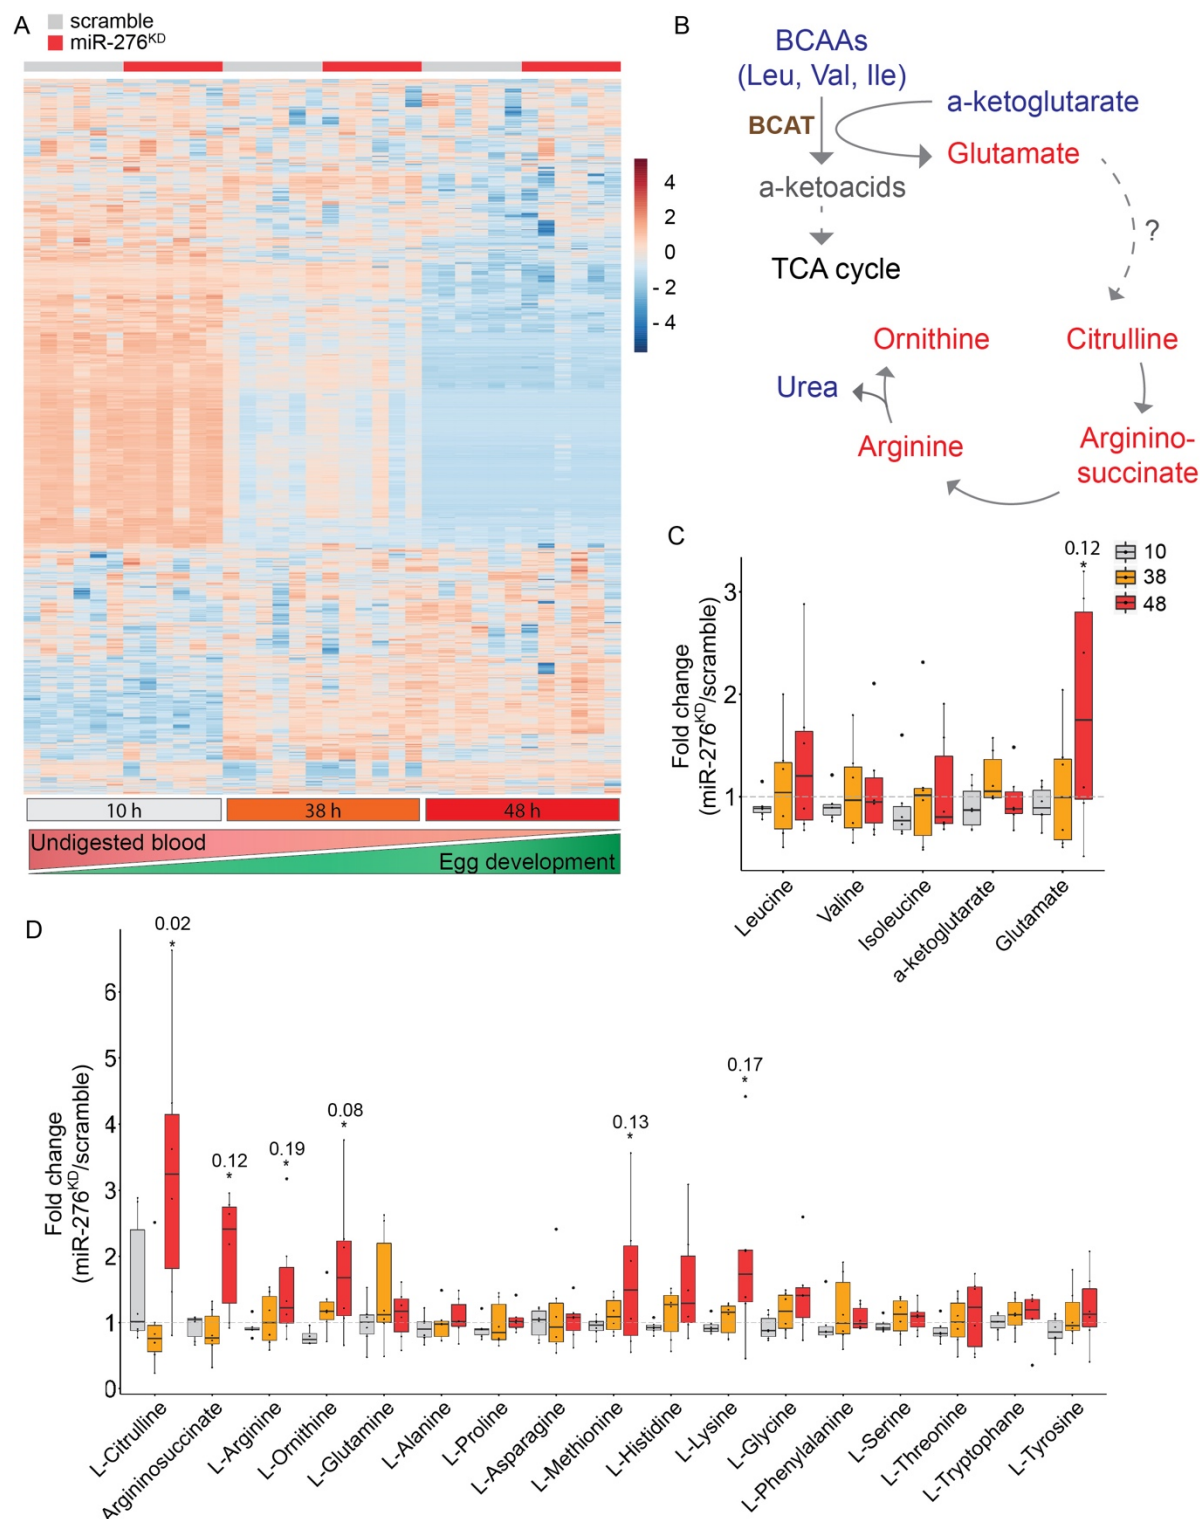 A
scramble
miR-276KD
4
2
0
- 2
- 4
10 h
38 h
48 h
Undigested blood
Egg development
B
BCAAs
(Leu, Val, Ile)
a-ketoglutarate
BCAT
Glutamate
a-ketoacids
?
TCA cycle
Ornithine
Citrulline
Urea
Arginine
Arginino-
succinate
C
0.12
*
10
38
48
3
2
1
Fold change
(miR-276KD/scramble)
Leucine
Valine
Isoleucine
a-ketoglutarate
Glutamate
D
0.02
*
0.12
*
0.19
*
0.08
*
0.13
*
0.17
*
6
5
4
3
2
1
0
Fold change
(miR-276KD/scramble)
L-Citrulline
Argininosuccinate
L-Arginine
L-Ornithine
L-Glutamine
L-Alanine
L-Proline
L-Asparagine
L-Methionine
L-Histidine
L-Lysine
L-Glycine
L-Phenylalanine
L-Serine
L-Threonine
L-Tryptophane
L-Tyrosine